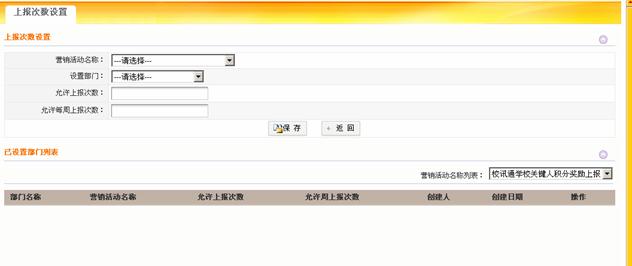 上报次数设置
上报次数设置
营销活动名称： ---请选择---
设置部门： ---请选择---
允许上报次数：
允许每周上报次数：
保 存 返 回
已设置部门列表
营销活动名称列表： 校讯通学校关键人积分奖励上报
部门名称 营销活动名称 允许上报次数 允许周上报次数 创建人 创建日期 操作